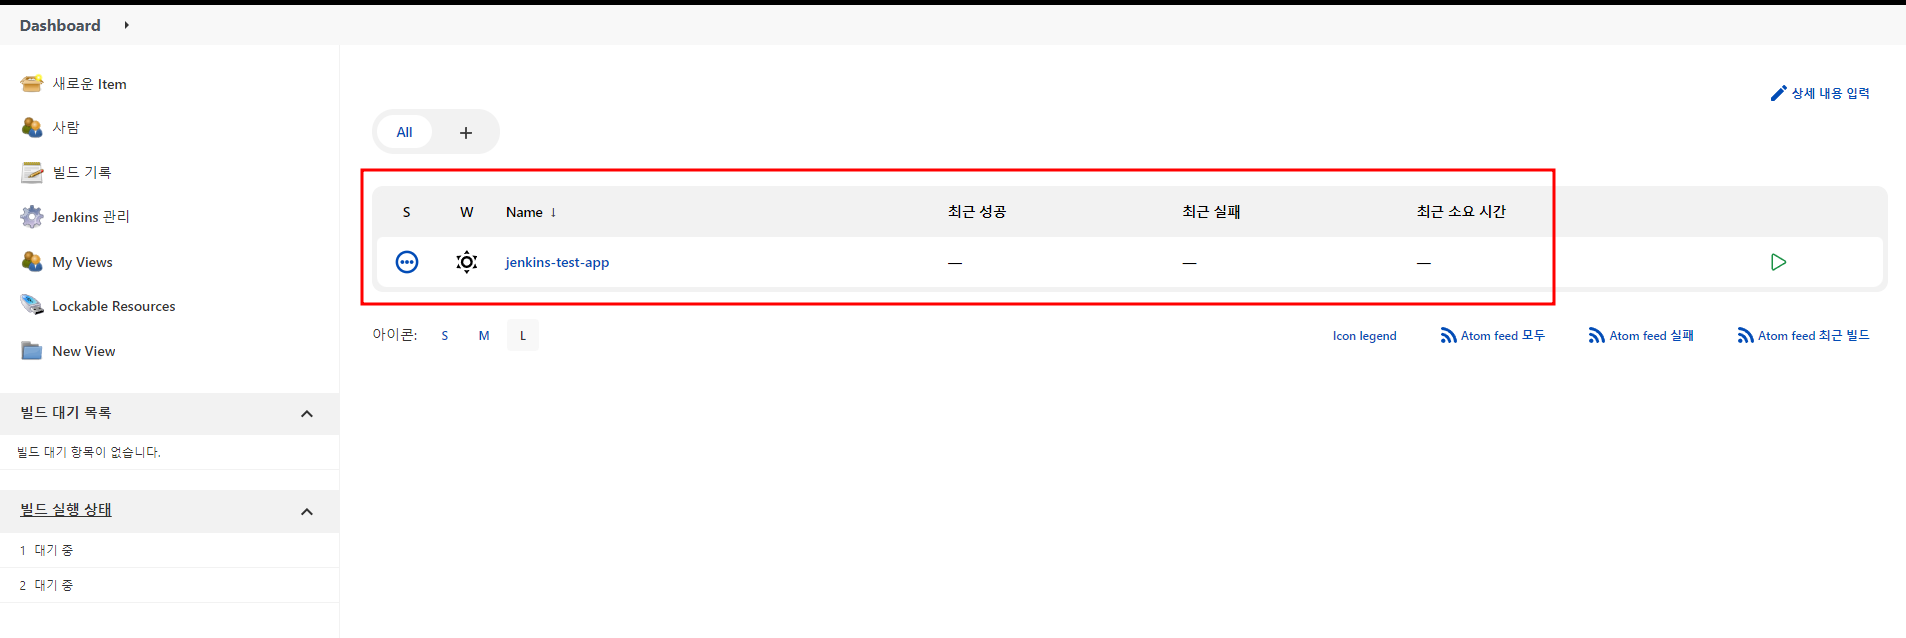 Dashboard
새로운 Item
사람
빌드 기록
Jenkins 관리
My Views
Lockable Resources
New View
빌드 대기 목록
빌드 대기 항목이 없습니다.
빌드 실행 상태
1 대기 중
2 대기 중
상세 내용 입력
All +
S W Name ↓ 최근 성공 최근 실패 최근 소요 시간
jenkins-test-app — — —
아이콘: S M L
Icon legend Atom feed 모두 Atom feed 실패 Atom feed 최근 빌드